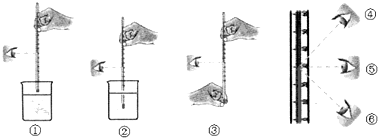 ① ② ③ ④
⑤
⑥